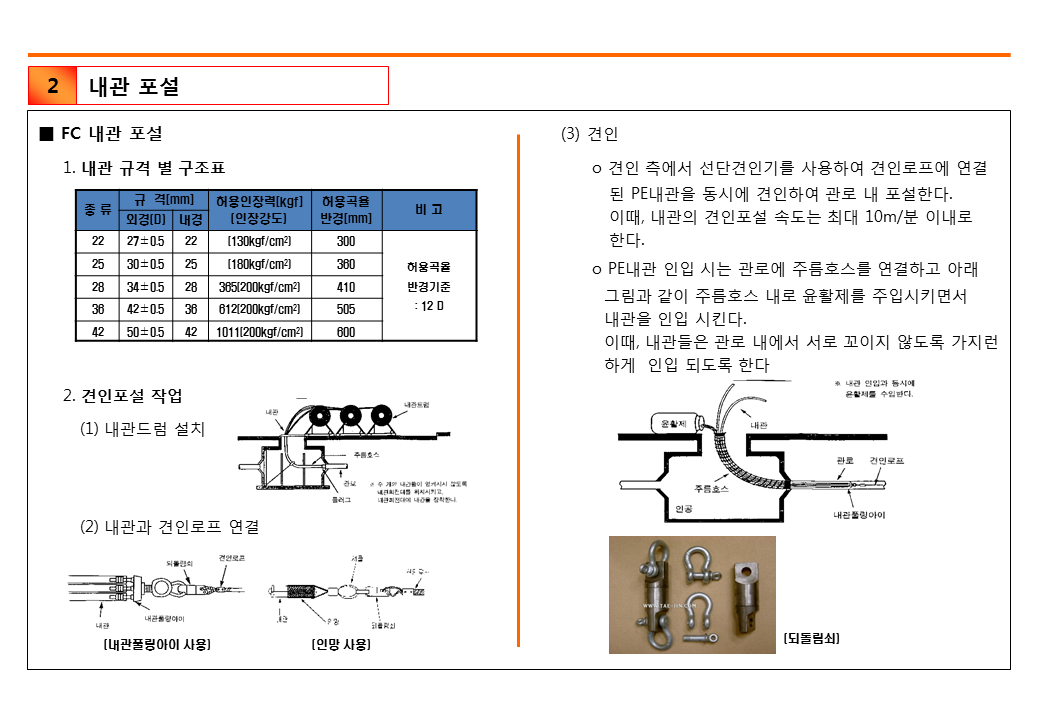 2
내관 포설
■ FC 내관 포설
1. 내관 규격 별 구조표
종 류 규 격[mm] 허용인장력[kgf] [인장강도] 허용곡율 반경[mm] 비 고
외경[D] 내경
22 27±0.5 22 [130kgf/cm²] 300
25 30±0.5 25 [180kgf/cm²] 360
28 34±0.5 28 365[200kgf/cm²] 410
36 42±0.5 36 612[200kgf/cm²] 505
42 50±0.5 42 1011[200kgf/cm²] 600
허용곡율
반경기준
: 12 D
2. 견인포설 작업
(1) 내관드럼 설치
내관
내관드럼
주름호스
관로
플러그
※ 수 개의 내관들이 엉키시지 않도록
내관회전대를 위치시키고,
내관회전대에 내관을 장착한다.
(2) 내관과 견인로프 연결
되돌림쇠
견인로프
내관
내관풀링아이
[내관풀링아이 사용]
샤클
내관
인망
되돌림쇠
[인망 사용]
(3) 견인
o 견인 측에서 선단견인기를 사용하여 견인로프에 연결
된 PE내관을 동시에 견인하여 관로 내 포설한다.
이때, 내관의 견인포설 속도는 최대 10m/분 이내로
한다.
o PE내관 인입 시는 관로에 주름호스를 연결하고 아래
그림과 같이 주름호스 내로 윤활제를 주입시키면서
내관을 인입 시킨다.
이때, 내관들은 관로 내에서 서로 꼬이지 않도록 가지런
하게 인입 되도록 한다
※ 내관 인입과 동시에
윤활제를 수입한다.
윤활제
내관
관로
견인로프
주름호스
인공
내관풀링아이
WWW.TAE-JIN.COM
[되돌림쇠]